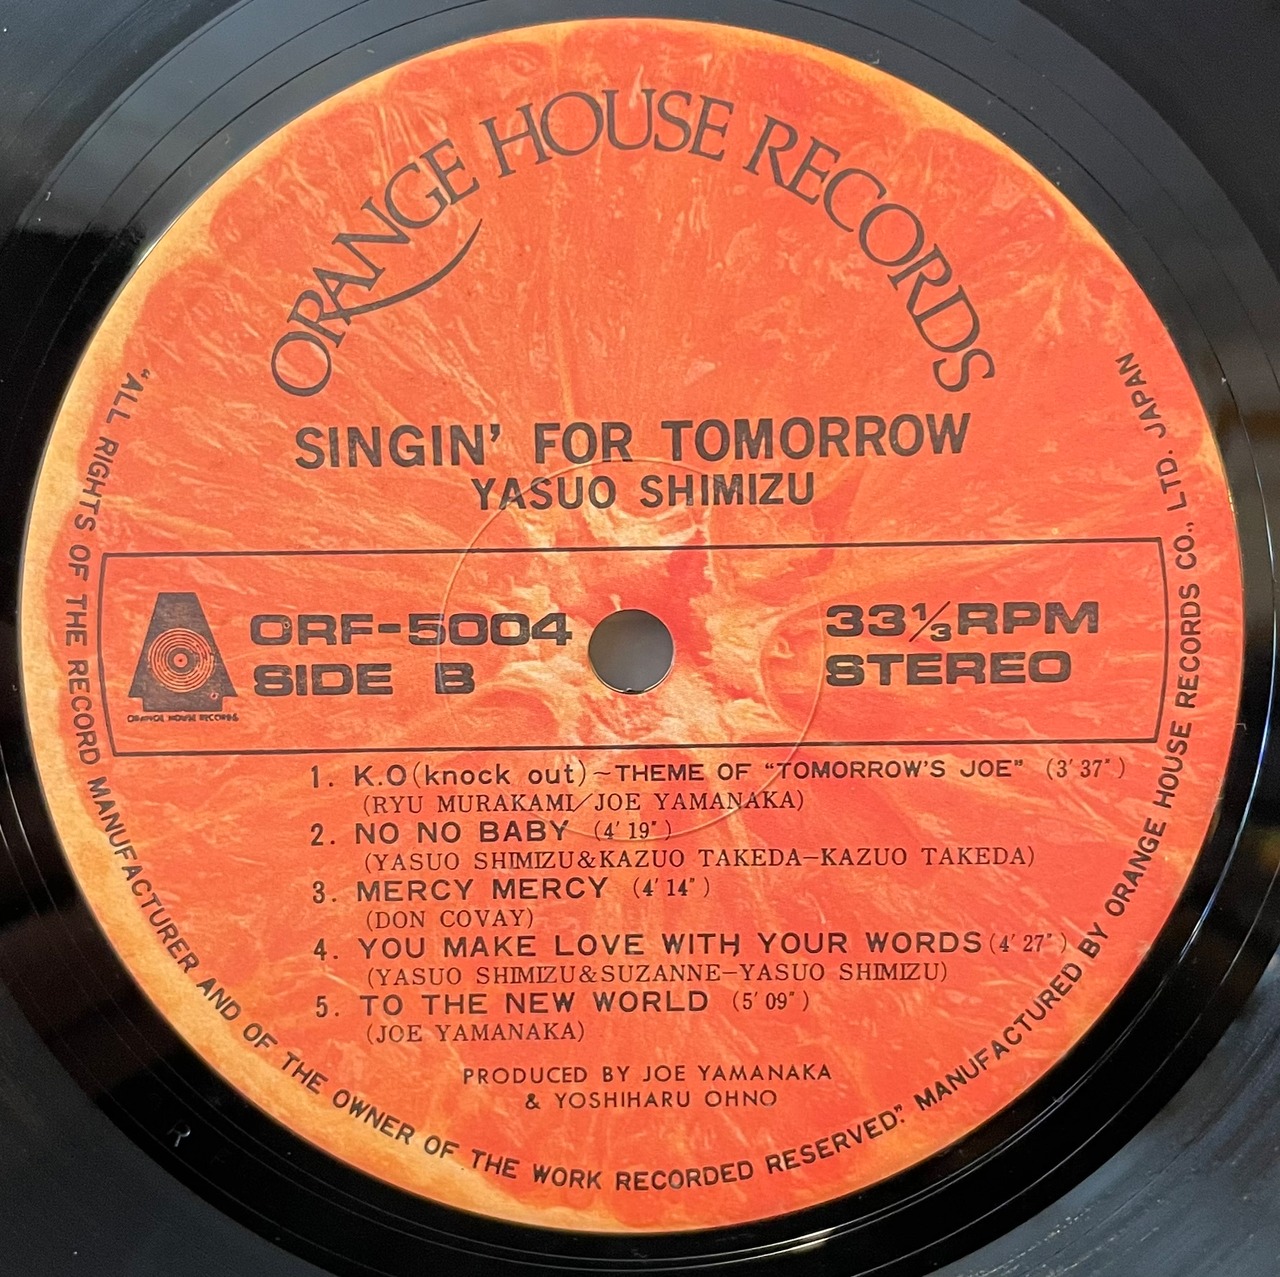 ORANGE HOUSE RECORDS
SINGIN' FOR TOMORROW
YASUO SHIMIZU
ORF-5004
SIDE B
ORANGE HOUSE RECORDS
33⅓RPM
STEREO
1. K.O(knock out)~THEME OF "TOMORROW'S JOE" (3'37")
(RYU MURAKAMI/JOE YAMANAKA)
2. NO NO BABY (4'19")
(YASUO SHIMIZU&KAZUO TAKEDA-KAZUO TAKEDA)
3. MERCY MERCY (4'14")
(DON COVAY)
4. YOU MAKE LOVE WITH YOUR WORDS(4'27")
(YASUO SHIMIZU&SUZANNE-YASUO SHIMIZU)
5. TO THE NEW WORLD (5'09")
(JOE YAMANAKA)
PRODUCED BY JOE YAMANAKA
& YOSHIHARU OHNO
"ALL RIGHTS OF THE RECORD MANUFACTURER AND OF THE OWNER OF THE WORK RECORDED RESERVED." MANUFACTURED BY ORANGE HOUSE RECORDS CO., LTD. JAPAN
R